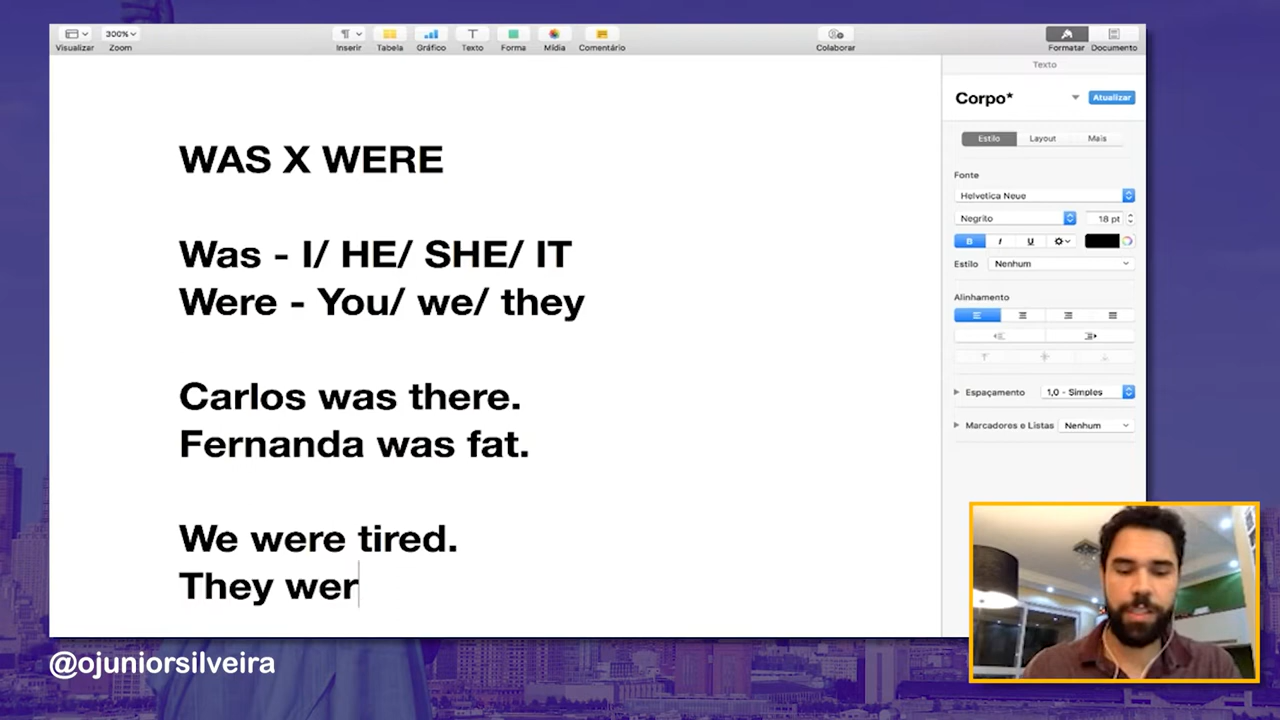 Visualizar
300%
Zoom
Inserir
Tabela
Gráfico
Texto
Forma
Mídia
Comentário
Colaborar
Formatar
Documento
Texto
Corpo*
Atualizar
Estilo
Layout
Mais
Fonte
Helvetica Neue
Negrito
18 pt
B I U
Estilo
Nenhum
Alinhamento
Espaçamento
1,0 - Simples
Marcadores e Listas
Nenhum
WAS X WERE
Was - I/ HE/ SHE/ IT
Were - You/ we/ they
Carlos was there.
Fernanda was fat.
We were tired.
They wer
@ojuniorsilveira